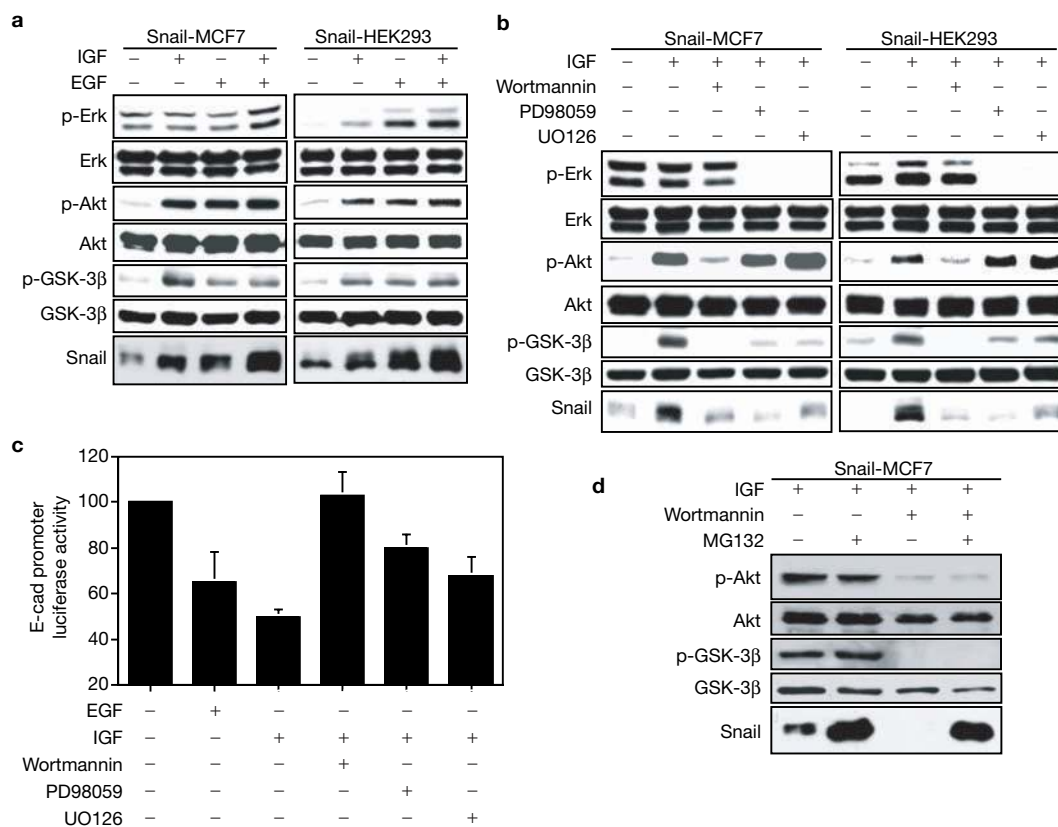 a
Snail-MCF7 Snail-HEK293
IGF – + – + – + – +
EGF – – + + – – + +
p-Erk
Erk
p-Akt
Akt
p-GSK-3β
GSK-3β
Snail
b
Snail-MCF7 Snail-HEK293
IGF – + + + + – + + + +
Wortmannin – – + – – – – + – –
PD98059 – – – + – – – – + –
UO126 – – – – + – – – – +
p-Erk
Erk
p-Akt
Akt
p-GSK-3β
GSK-3β
Snail
c
E-cad promoter
luciferase activity
120
100
80
60
40
20
EGF – + – – – –
IGF – – + + + +
Wortmannin – – – + – –
PD98059 – – – – + –
UO126 – – – – – +
d
Snail-MCF7
IGF + + + +
Wortmannin – – + +
MG132 – + – +
p-Akt
Akt
p-GSK-3β
GSK-3β
Snail